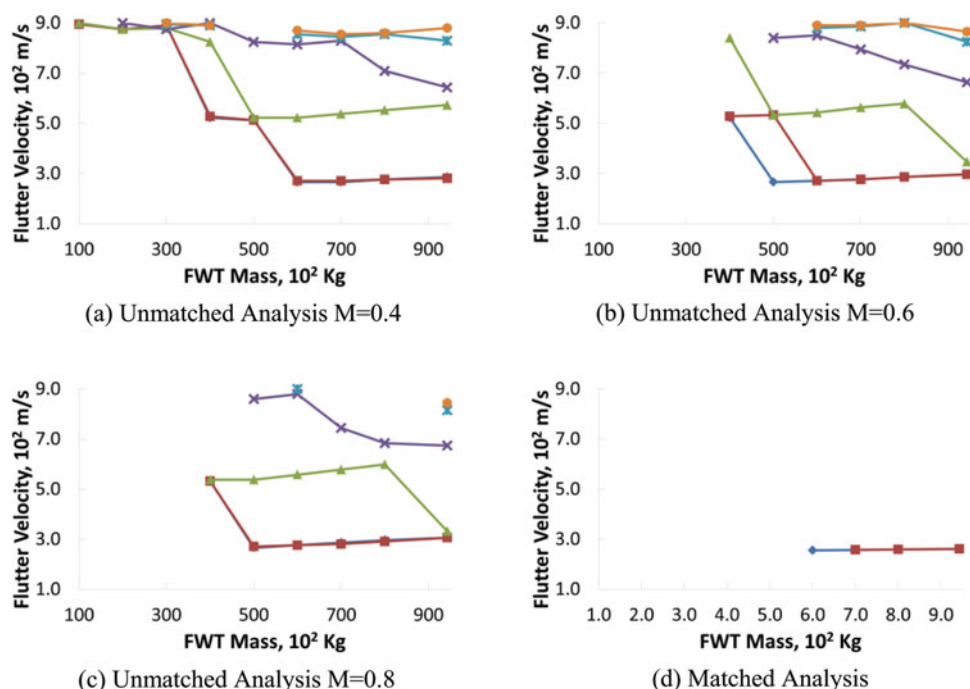 Flutter Velocity, 10² m/s
9.0
7.0
5.0
3.0
1.0
100 300 500 700 900
FWT Mass, 10² Kg
(a) Unmatched Analysis M=0.4
Flutter Velocity, 10² m/s
9.0
7.0
5.0
3.0
1.0
100 300 500 700 900
FWT Mass, 10² Kg
(b) Unmatched Analysis M=0.6
Flutter Velocity, 10² m/s
9.0
7.0
5.0
3.0
1.0
100 300 500 700 900
FWT Mass, 10² Kg
(c) Unmatched Analysis M=0.8
Flutter Velocity, 10² m/s
9.0
7.0
5.0
3.0
1.0
1.0 2.0 3.0 4.0 5.0 6.0 7.0 8.0 9.0
FWT Mass, 10² Kg
(d) Matched Analysis